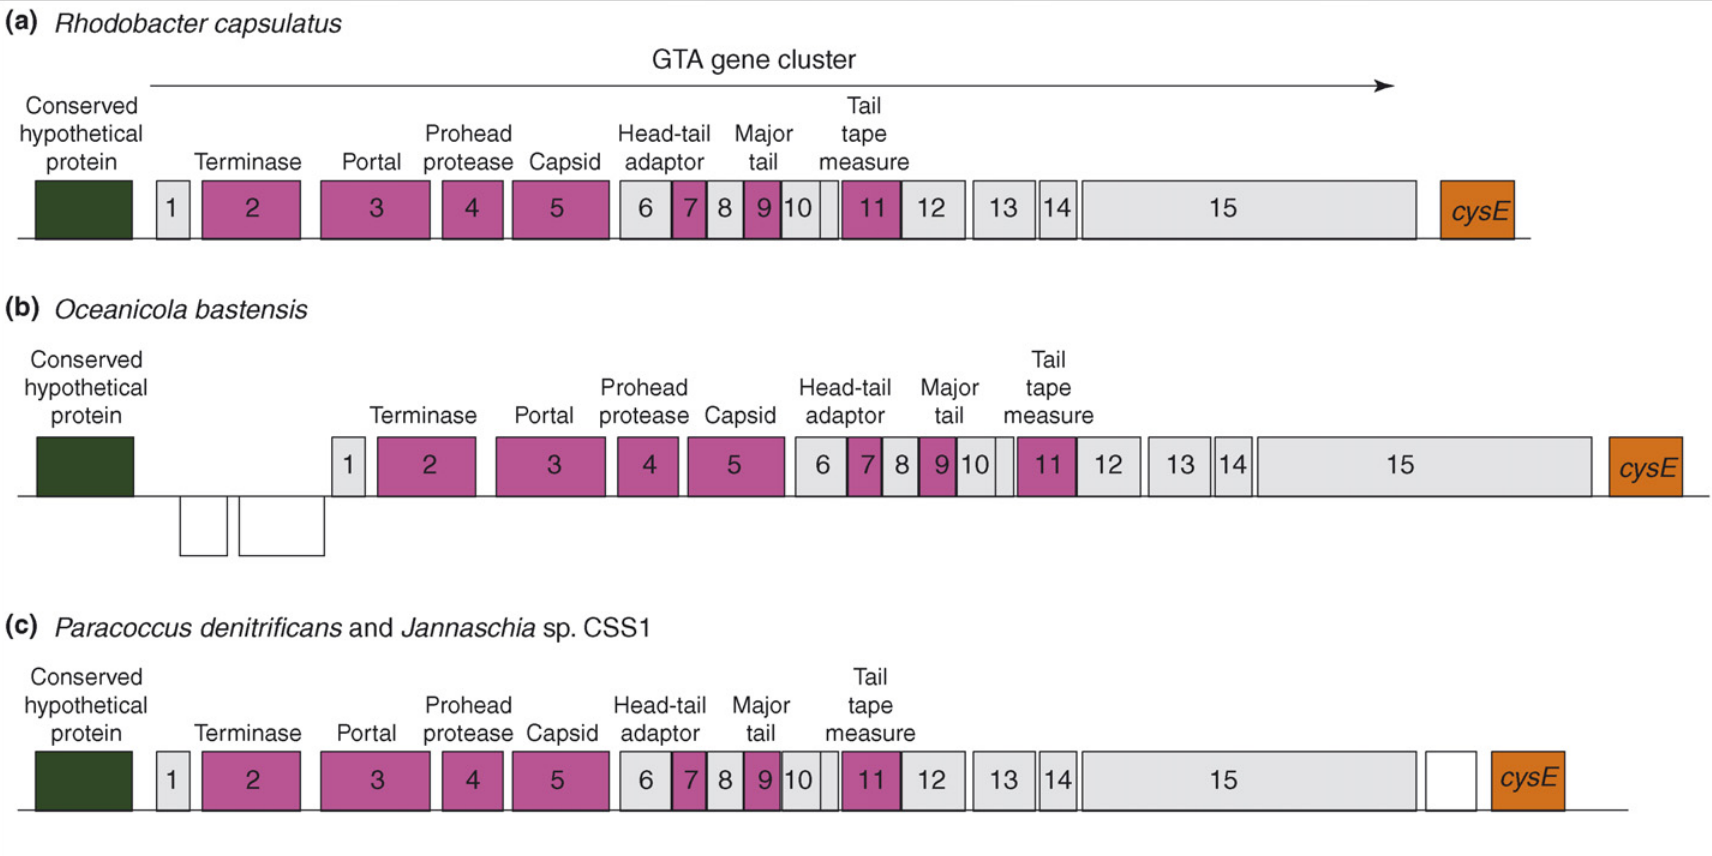 (a) Rhodobacter capsulatus
GTA gene cluster
Conserved
hypothetical
protein
Terminase
Portal
Prohead
protease
Capsid
Head-tail
adaptor
Major
tail
Tail
tape
measure
1 2 3 4 5 6 7 8 9 10 11 12 13 14 15 cysE
(b) Oceanicola bastensis
Conserved
hypothetical
protein
Terminase
Portal
Prohead
protease
Capsid
Head-tail
adaptor
Major
tail
Tail
tape
measure
1 2 3 4 5 6 7 8 9 10 11 12 13 14 15 cysE
(c) Paracoccus denitrificans and Jannaschia sp. CSS1
Conserved
hypothetical
protein
Terminase
Portal
Prohead
protease
Capsid
Head-tail
adaptor
Major
tail
Tail
tape
measure
1 2 3 4 5 6 7 8 9 10 11 12 13 14 15 cysE